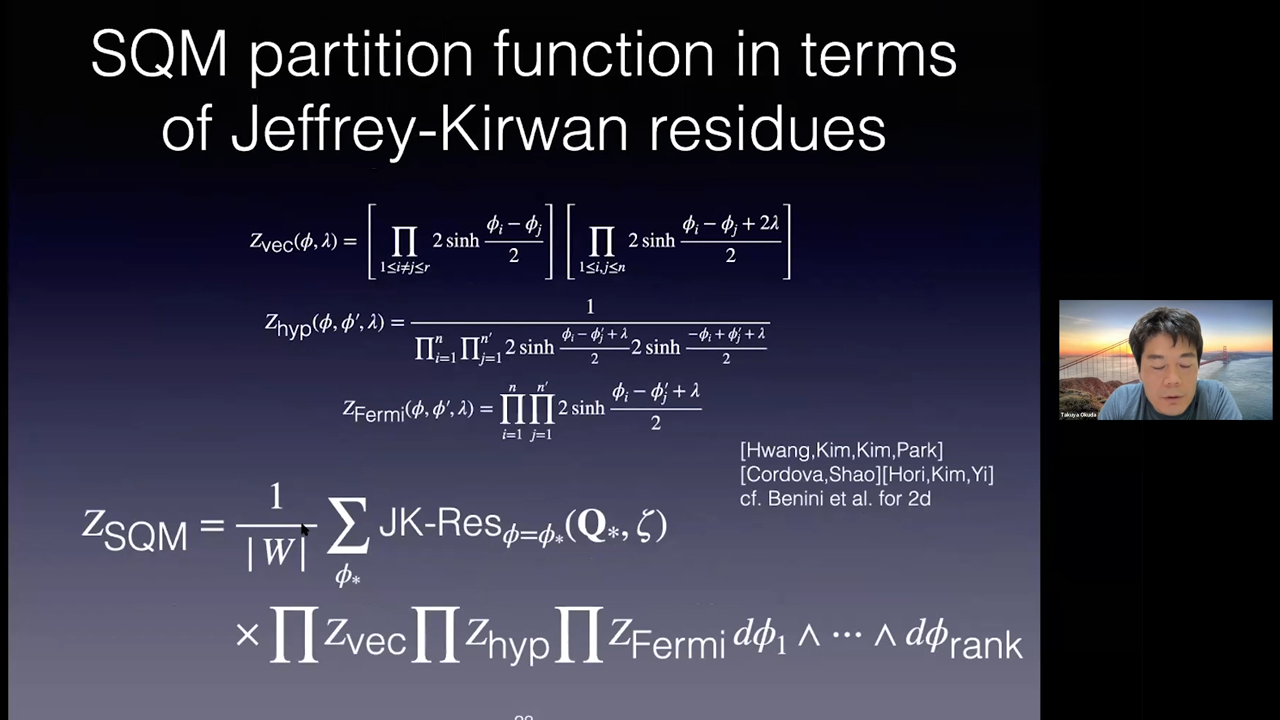 SQM partition function in terms
of Jeffrey-Kirwan residues
Z_vec(ϕ, λ) = [∏_{1≤i≠j≤r} 2 sinh (ϕ_i − ϕ_j)/2] [∏_{1≤i,j≤n} 2 sinh (ϕ_i − ϕ_j + 2λ)/2]
Z_hyp(ϕ, ϕ′, λ) = 1 / (∏_{i=1}^{n} ∏_{j=1}^{n′} 2 sinh (ϕ_i − ϕ′_j + λ)/2 2 sinh (−ϕ_i + ϕ′_j + λ)/2)
Z_Fermi(ϕ, ϕ′, λ) = ∏_{i=1}^{n} ∏_{j=1}^{n′} 2 sinh (ϕ_i − ϕ′_j + λ)/2
[Hwang,Kim,Kim,Park]
[Cordova,Shao][Hori,Kim,Yi]
cf. Benini et al. for 2d
Z_SQM = 1/|W| ∑_{ϕ_*} JK-Res_{ϕ=ϕ_*}(Q_*, ζ)
× ∏ Z_vec ∏ Z_hyp ∏ Z_Fermi dϕ_1 ∧ ⋯ ∧ dϕ_rank
Takuya Okuda